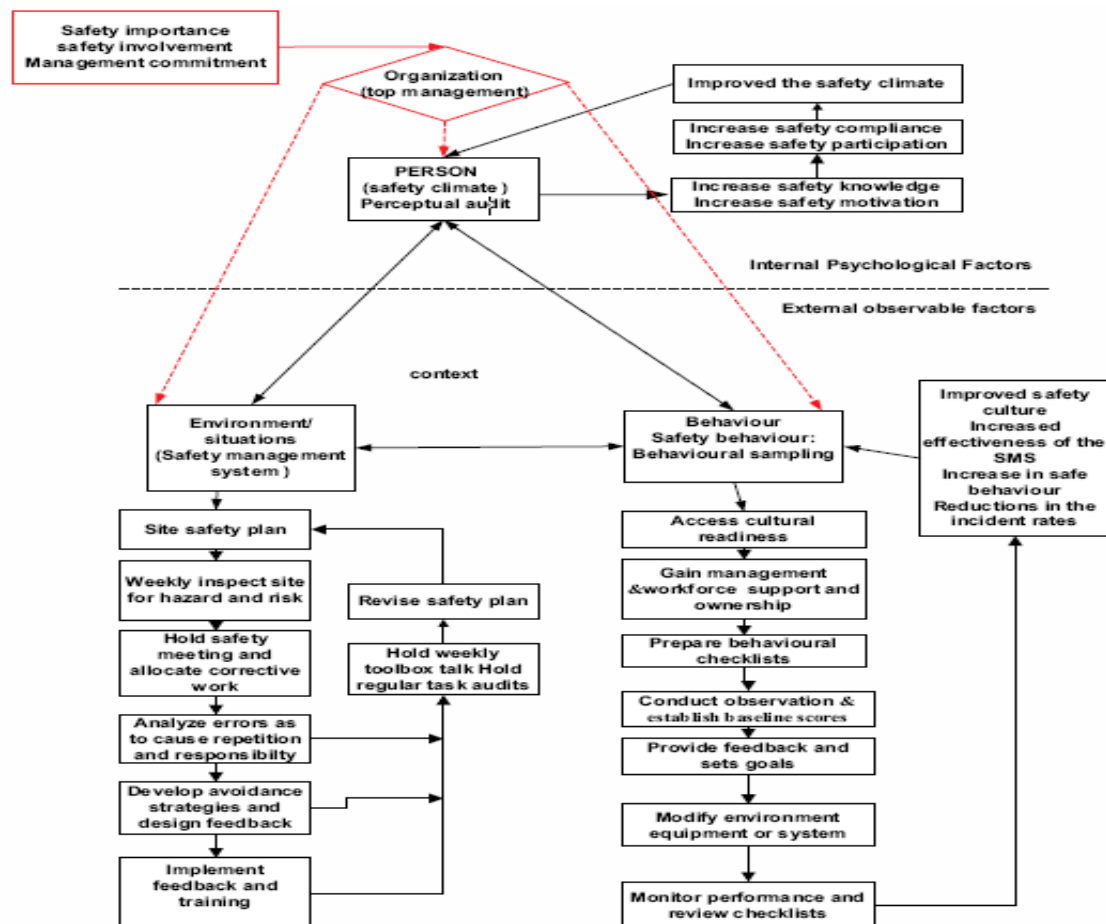 Safety importance
safety involvement
Management commitment
Organization
(top management)
Improved the safety climate
Increase safety compliance
Increase safety participation
PERSON
(safety climate )
Perceptual audit
Increase safety knowledge
Increase safety motivation
Internal Psychological Factors
External observable factors
context
Environment/
situations
(Safety management
system )
Behaviour
Safety behaviour:
Behavioural sampling
Improved safety
culture
Increased
effectiveness of the
SMS
Increase in safe
behaviour
Reductions in the
incident rates
Site safety plan
Weekly inspect site
for hazard and risk
Hold safety
meeting and
allocate corrective
work
Analyze errors as
to cause repetition
and responsibilty
Develop avoidance
strategies and
design feedback
Implement
feedback and
training
Revise safety plan
Hold weekly
toolbox talk Hold
regular task audits
Access cultural
readiness
Gain management
&workforce support and
ownership
Prepare behavioural
checklists
Conduct observation &
establish baseline scores
Provide feedback and
sets goals
Modify environment
equipment or system
Monitor performance and
review checklists